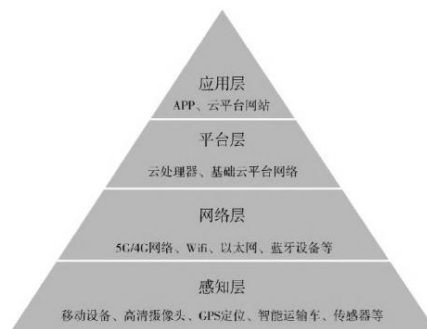 应用层
APP、云平台网站
平台层
云处理器、基础云平台网络
网络层
5G/4G网络、Wifi、以太网、蓝牙设备等
感知层
移动设备、高清摄像头、GPS定位、智能运输车、传感器等